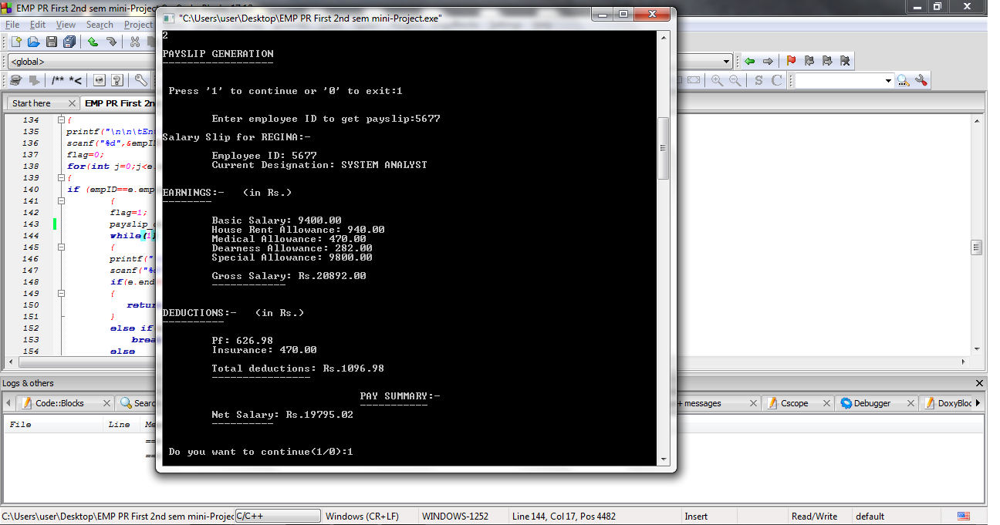 EMP PR First 2nd sem mini-Project
"C:\Users\user\Desktop\EMP PR First 2nd sem mini-Project.exe"
File Edit View Search Project
<global>
/** *<
S C
Start here EMP PR First 2n
134 {
135 printf("\n\n\tEn
136 scanf("%d",&empI
137 flag=0;
138 for(int j=0;j<e.
139 {
140 if (empID==e.emp
141 {
142 flag=1;
143 payslip_
144 while(1)
145 {
146 printf("
147 scanf("%d
148 if(e.end
149 {
150 retur
151 }
152 else if
153 brea
154 else
2
PAYSLIP GENERATION
Press '1' to continue or '0' to exit:1
Enter employee ID to get payslip:5677
Salary Slip for REGINA:-
Employee ID: 5677
Current Designation: SYSTEM ANALYST
EARNINGS:- (in Rs.)
Basic Salary: 9400.00
House Rent Allowance: 940.00
Medical Allowance: 470.00
Dearness Allowance: 282.00
Special Allowance: 9800.00
Gross Salary: Rs.20892.00
DEDUCTIONS:- (in Rs.)
Pf: 626.98
Insurance: 470.00
Total deductions: Rs.1096.98
PAY SUMMARY:-
Net Salary: Rs.19795.02
Do you want to continue(1/0):1
Logs & others
Code::Blocks Searc + messages Cscope Debugger DoxyBloc
File Line Me
C:\Users\user\Desktop\EMP PR First 2nd sem mini-Projec C/C++ Windows (CR+LF) WINDOWS-1252 Line 144, Col 17, Pos 4482 Insert Read/Write default